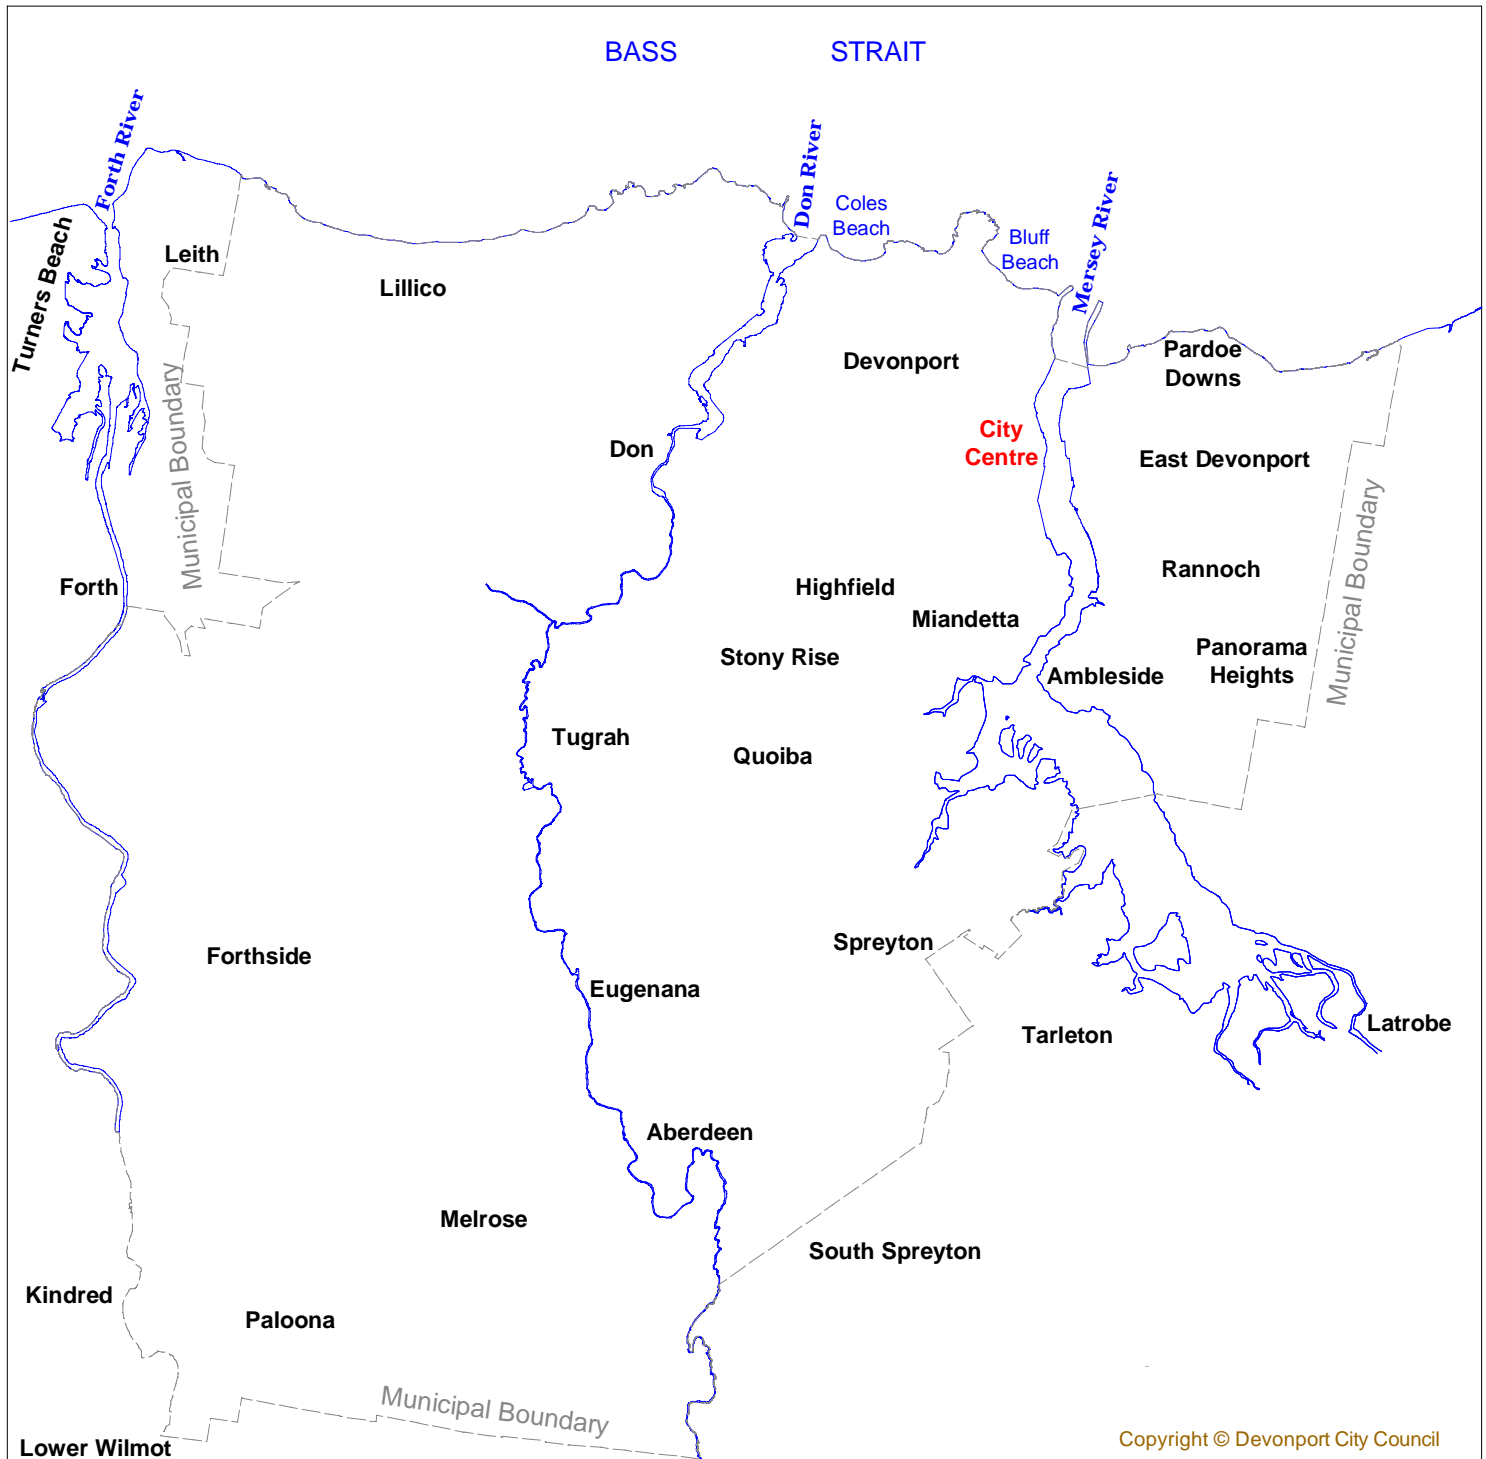 BASS STRAIT
Forth River
Don River
Mersey River
Coles
Beach
Bluff
Beach
Turners Beach
Leith
Lillico
Devonport
Pardoe
Downs
Municipal Boundary
City
Centre
Don
East Devonport
Municipal Boundary
Forth
Highfield
Rannoch
Miandetta
Stony Rise
Panorama
Heights
Ambleside
Tugrah
Quoiba
Forthside
Spreyton
Eugenana
Latrobe
Tarleton
Aberdeen
Melrose
South Spreyton
Kindred
Paloona
Municipal Boundary
Lower Wilmot
Copyright © Devonport City Council